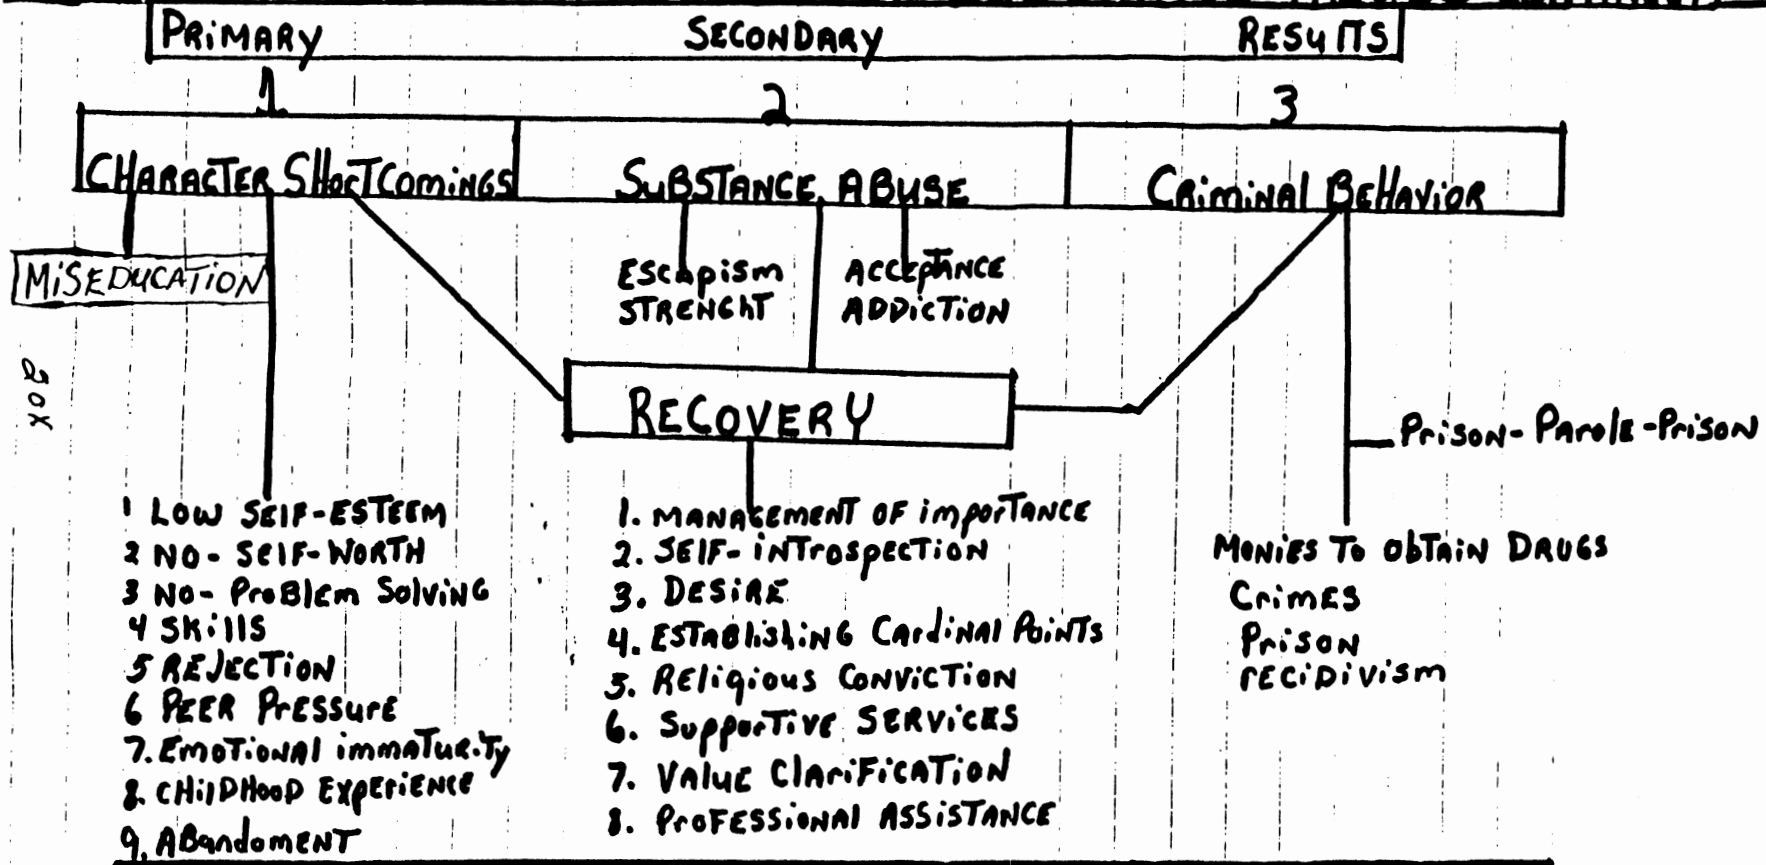 PRIMARY SECONDARY RESULTS
1 2 3
CHARACTER SHORTCOMINGS SUBSTANCE ABUSE CRIMINAL BEHAVIOR
MISEDUCATION
ESCAPISM
STRENGHT
ACCEPTANCE
ADDICTION
RECOVERY
PRISON-PAROLE-PRISON
1 LOW SELF-ESTEEM
2 NO-SELF-WORTH
3 NO-PROBLEM SOLVING
4 SKILLS
5 REJECTION
6 PEER PRESSURE
7. EMOTIONAL IMMATURITY
8. CHILDHOOD EXPERIENCE
9. ABANDOMENT
1. MANAGEMENT OF IMPORTANCE
2. SELF-INTROSPECTION
3. DESIRE
4. ESTABLISHING CARDINAL POINTS
5. RELIGIOUS CONVICTION
6. SUPPORTIVE SERVICES
7. VALUE CLARIFICATION
8. PROFESSIONAL ASSISTANCE
MONIES TO OBTAIN DRUGS
CRIMES
PRISON
RECIDIVISM